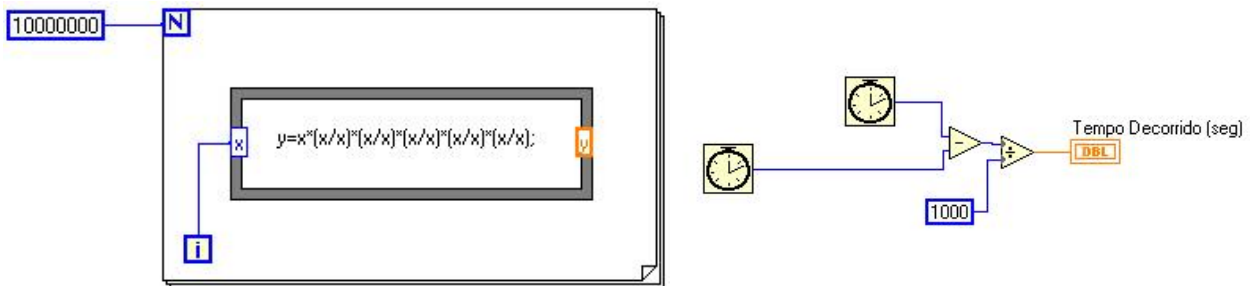 10000000
N
x
y=x*(x/x)*(x/x)*(x/x)*(x/x)*(x/x);
y
i
-
÷
1000
Tempo Decorrido (seg)
DBL